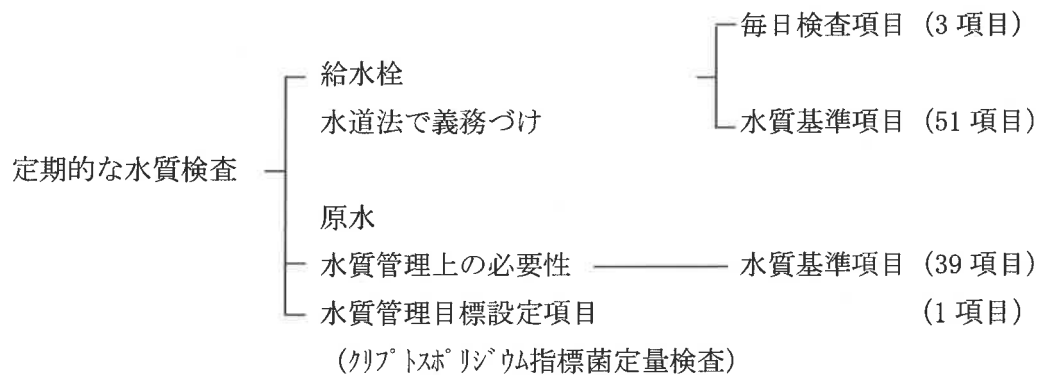 毎日検査項目 (3 項目)
給水栓
水道法で義務づけ
水質基準項目 (51 項目)
定期的な水質検査
原水
水質管理上の必要性 水質基準項目 (39 項目)
水質管理目標設定項目 (1 項目)
(クリプトスポリジウム指標菌定量検査)